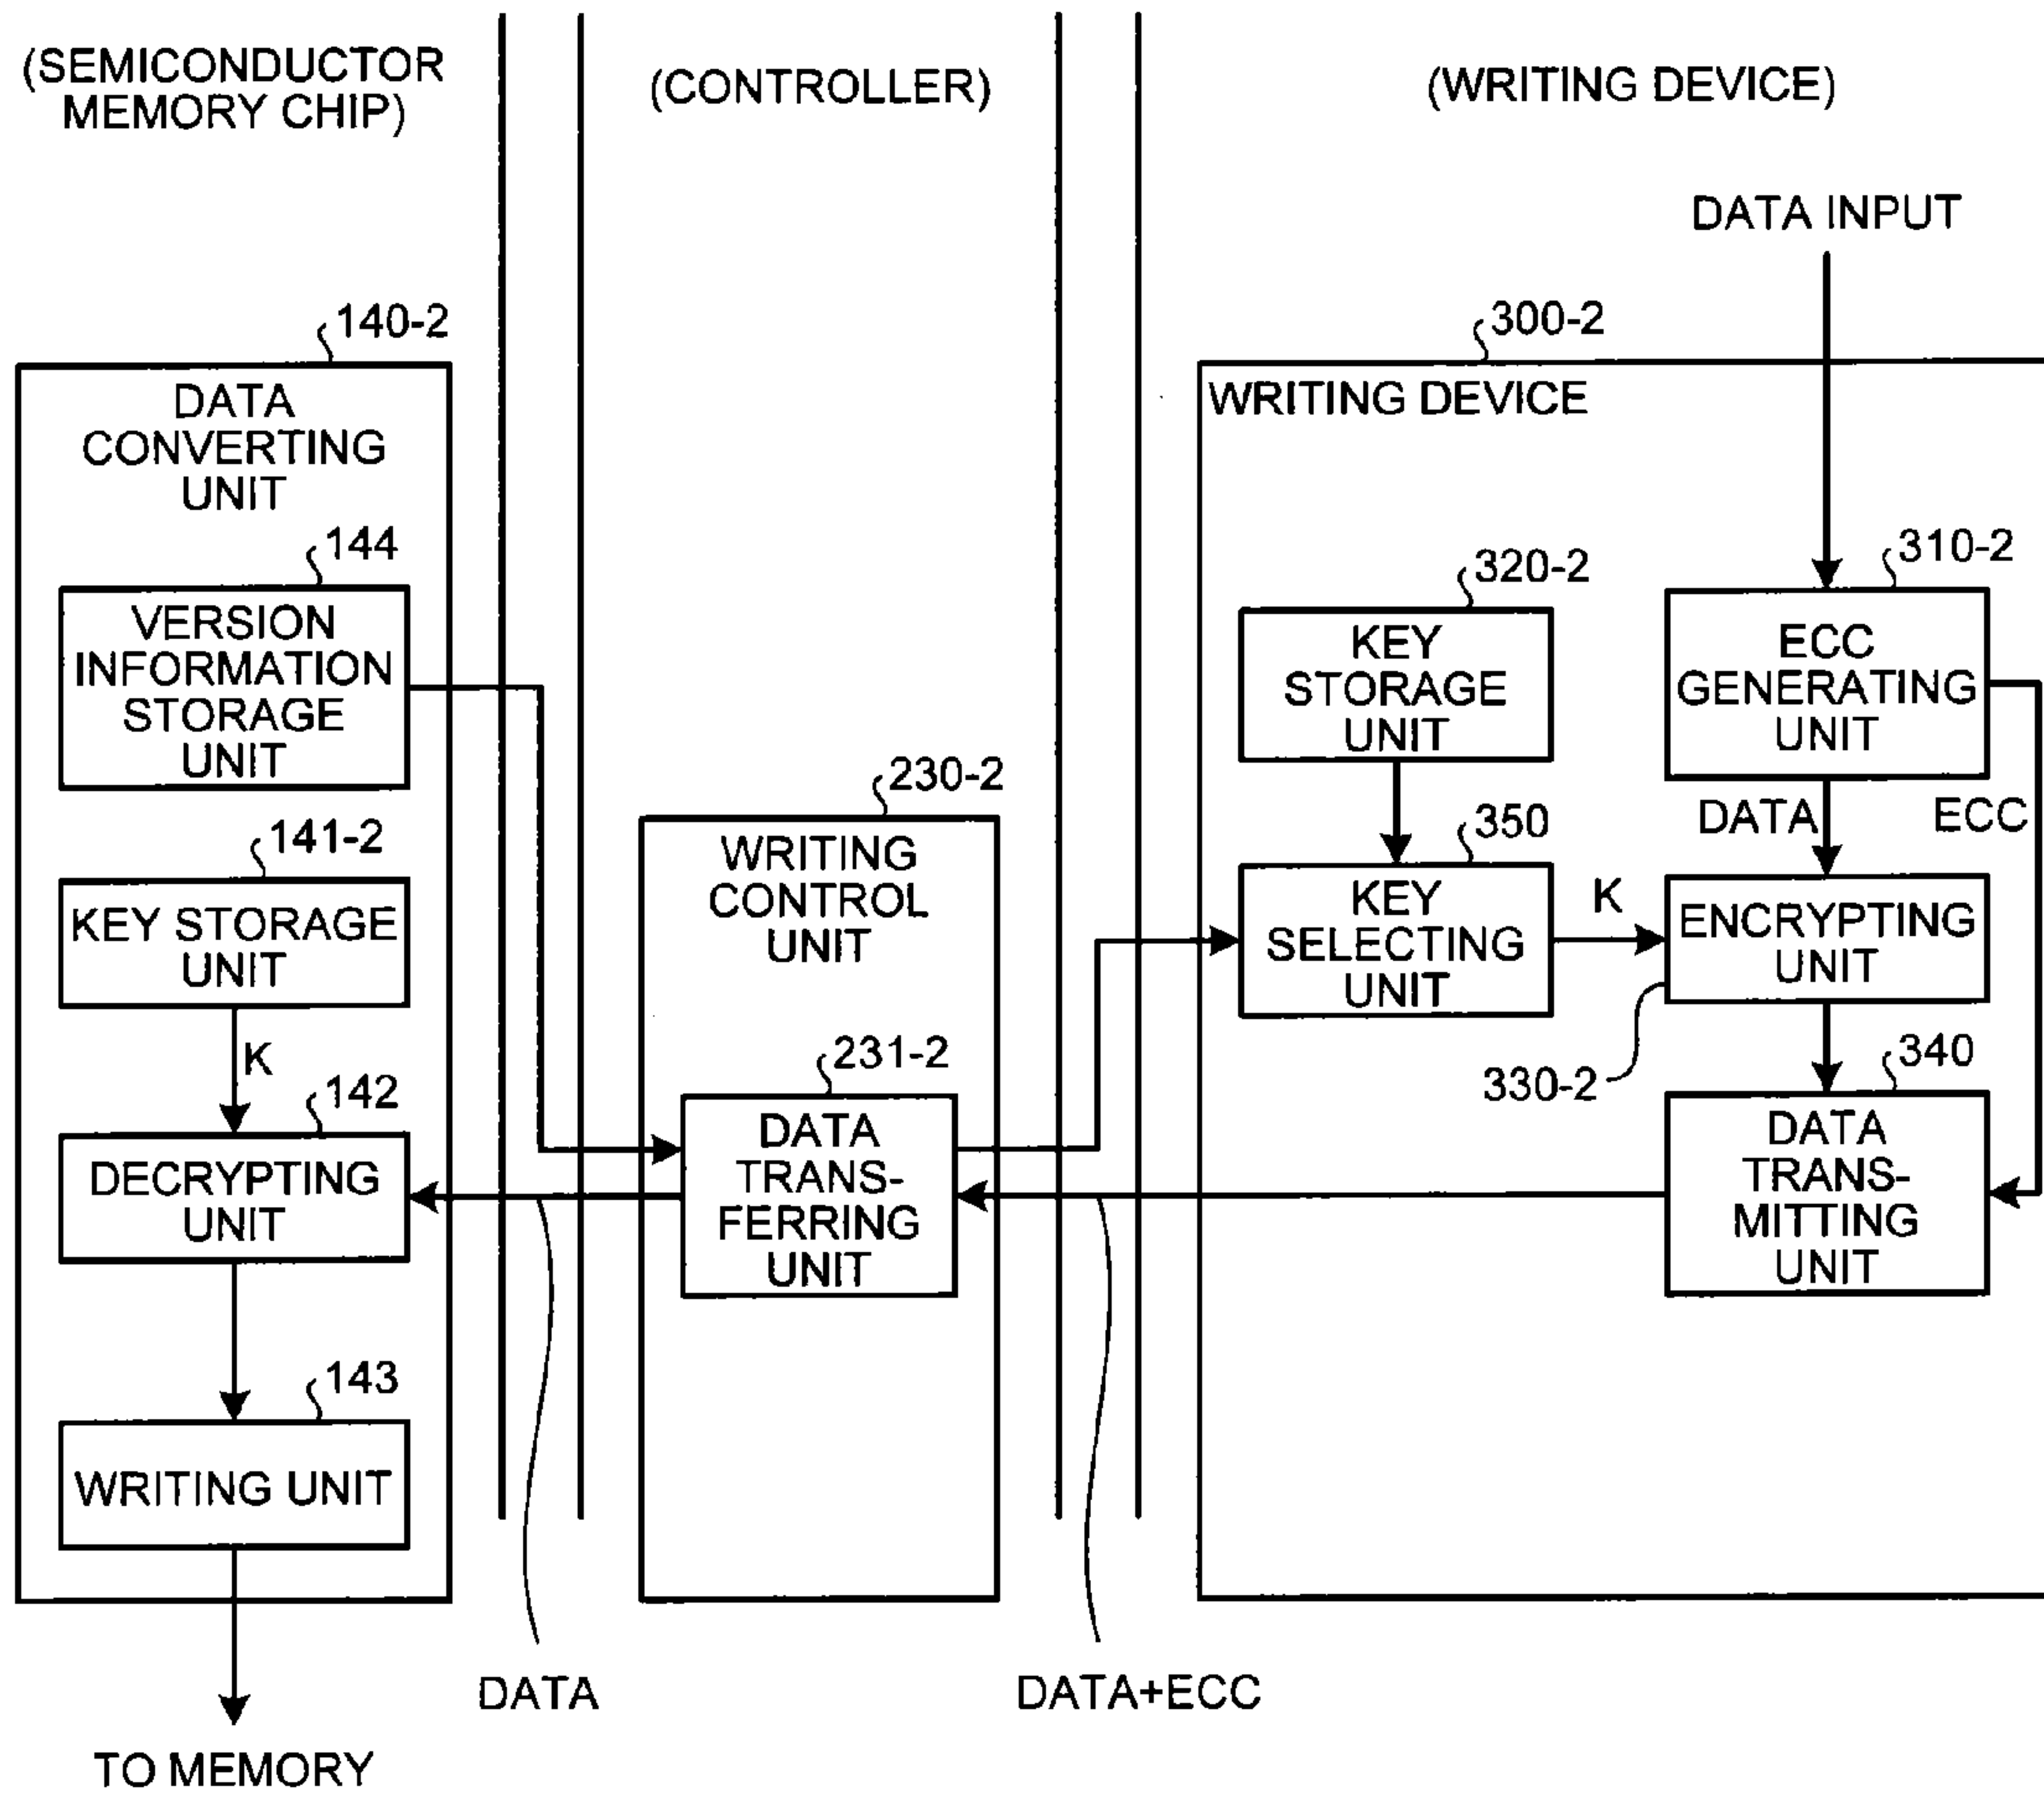 (SEMICONDUCTOR
MEMORY CHIP)
(CONTROLLER)
(WRITING DEVICE)
DATA INPUT
140-2
DATA
CONVERTING
UNIT
144
VERSION
INFORMATION
STORAGE
UNIT
141-2
KEY STORAGE
UNIT
K
142
DECRYPTING
UNIT
143
WRITING UNIT
TO MEMORY
DATA
230-2
WRITING
CONTROL
UNIT
231-2
DATA
TRANS-
FERRING
UNIT
DATA+ECC
300-2
WRITING DEVICE
320-2
KEY
STORAGE
UNIT
350
KEY
SELECTING
UNIT
K
310-2
ECC
GENERATING
UNIT
DATA
ECC
ENCRYPTING
UNIT
330-2
340
DATA
TRANS-
MITTING
UNIT